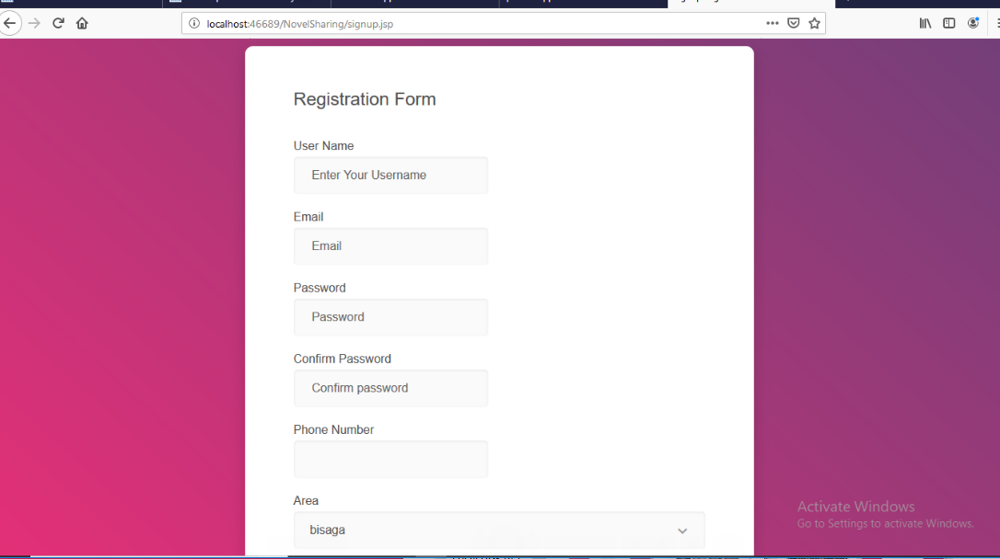 localhost:46689/NovelSharing/signup.jsp
Registration Form
User Name
Enter Your Username
Email
Email
Password
Password
Confirm Password
Confirm password
Phone Number
Area
bisaga
Activate Windows
Go to Settings to activate Windows.